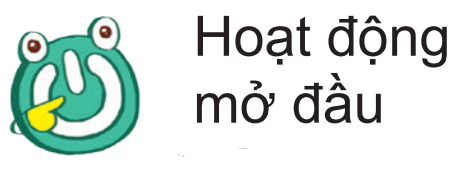 Hoạt động
mở đầu